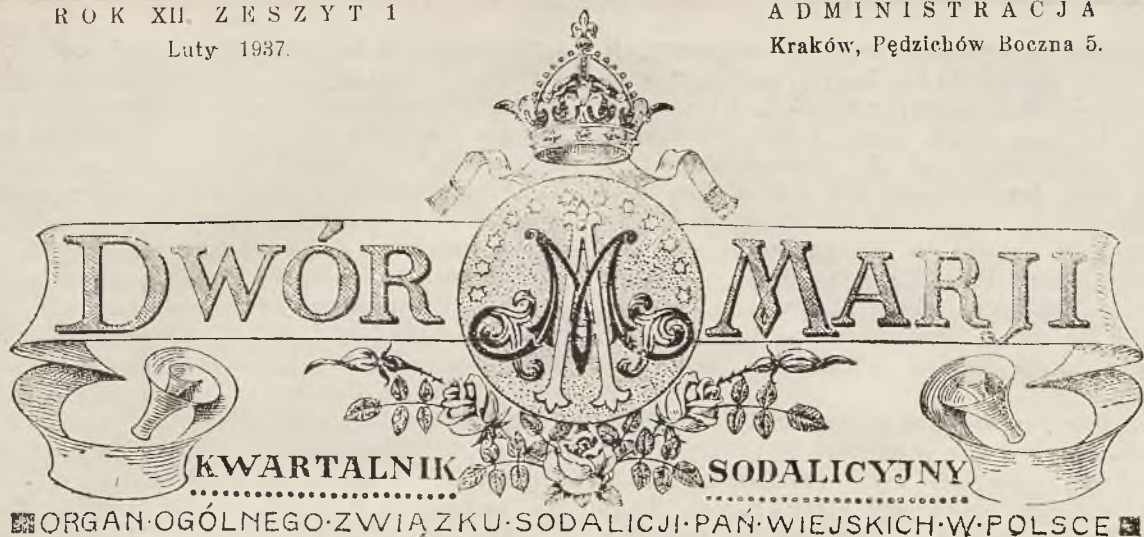 ROK XII. ZESZYT 1
Luty 1937.
ADMINISTRACJA
Kraków, Pędzichów Boczna 5.
DWÓR MARJI
KWARTALNIK SODALICYJNY
ORGAN·OGÓLNEGO·ZWIĄZKU·SODALICJI·PAŃ·WIEJSKICH·W·POLSCE